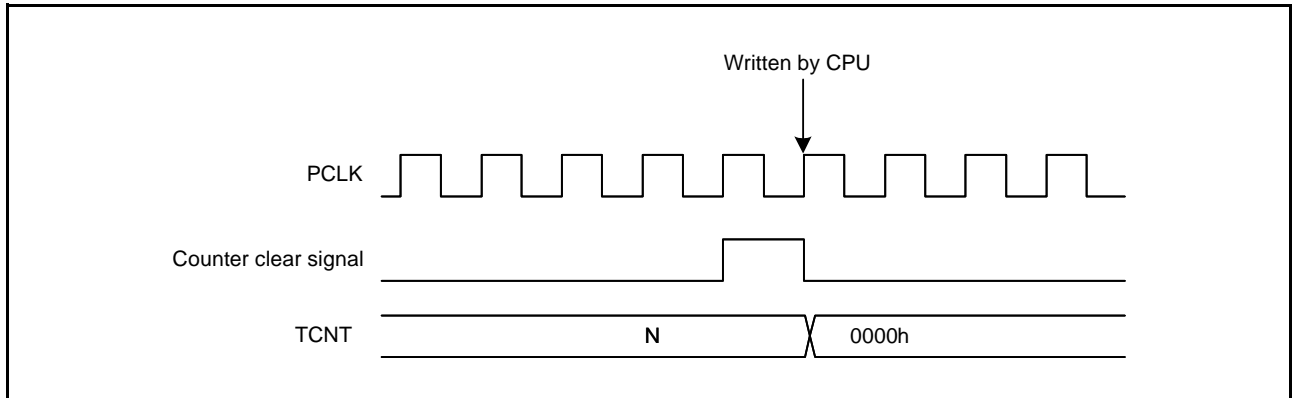 Written by CPU
PCLK
Counter clear signal
TCNT
N
0000h